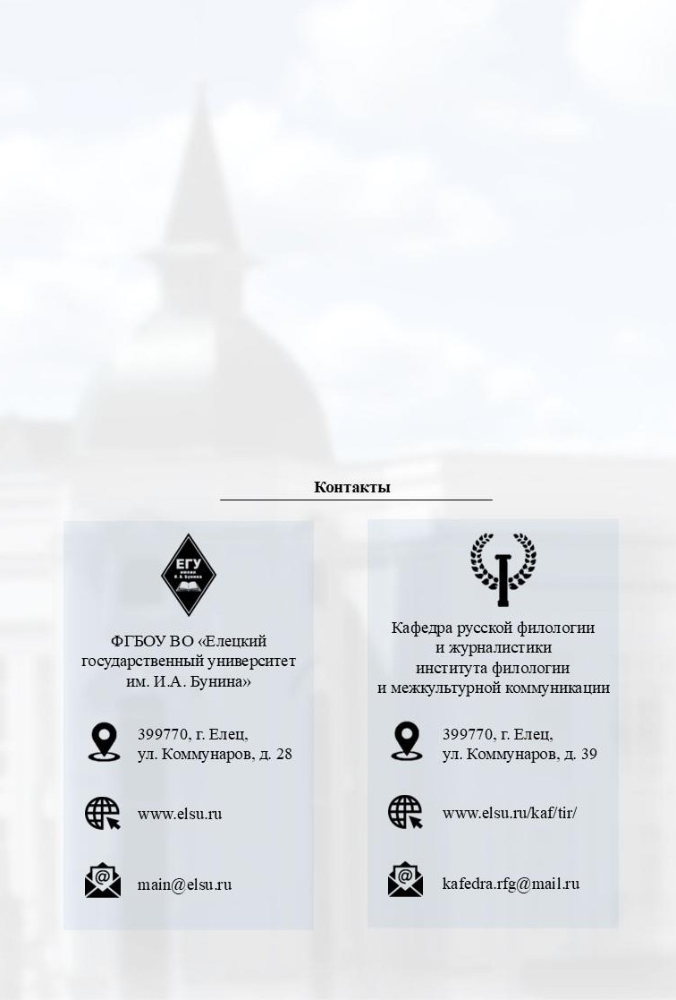 Контакты
ЕГУ
имени
И. А. Бунина
ФГБОУ ВО «Елецкий
государственный университет
им. И.А. Бунина»
399770, г. Елец,
ул. Коммунаров, д. 28
www.elsu.ru
main@elsu.ru
Кафедра русской филологии
и журналистики
института филологии
и межкультурной коммуникации
399770, г. Елец,
ул. Коммунаров, д. 39
www.elsu.ru/kaf/tir/
kafedra.rfg@mail.ru